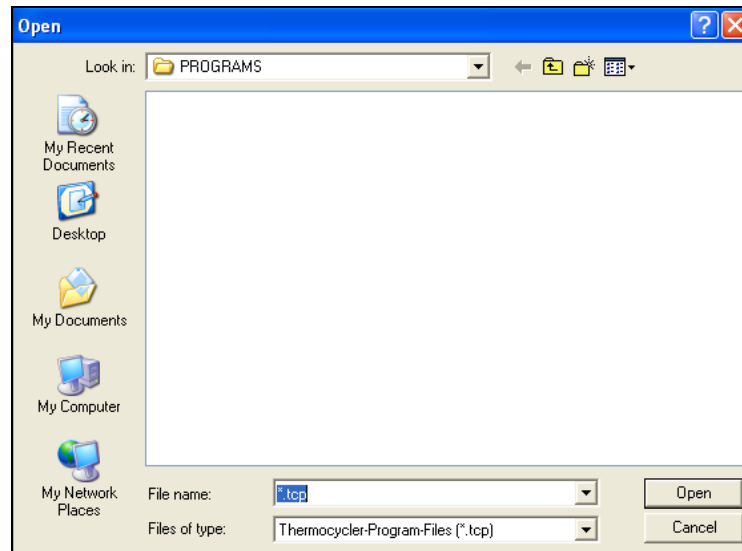 Open
Look in:
PROGRAMS
My Recent
Documents
Desktop
My Documents
My Computer
My Network
Places
File name:
*.tcp
Open
Files of type:
Thermocycler-Program-Files (*.tcp)
Cancel